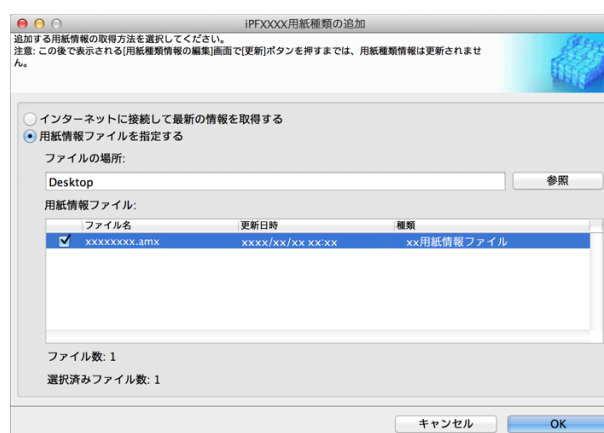 iPFXXXX用紙種類の追加
追加する用紙情報の取得方法を選択してください。
注意: この後で表示される[用紙種類情報の編集]画面で[更新]ボタンを押すまでは、用紙種類情報は更新されませ
ん。
インターネットに接続して最新の情報を取得する
用紙情報ファイルを指定する
ファイルの場所:
Desktop 参照
用紙情報ファイル:
ファイル名 更新日時 種類
xxxxxxxx.amx xxxx/xx/xx xx:xx xx用紙情報ファイル
ファイル数: 1
選択済みファイル数: 1
キャンセル OK